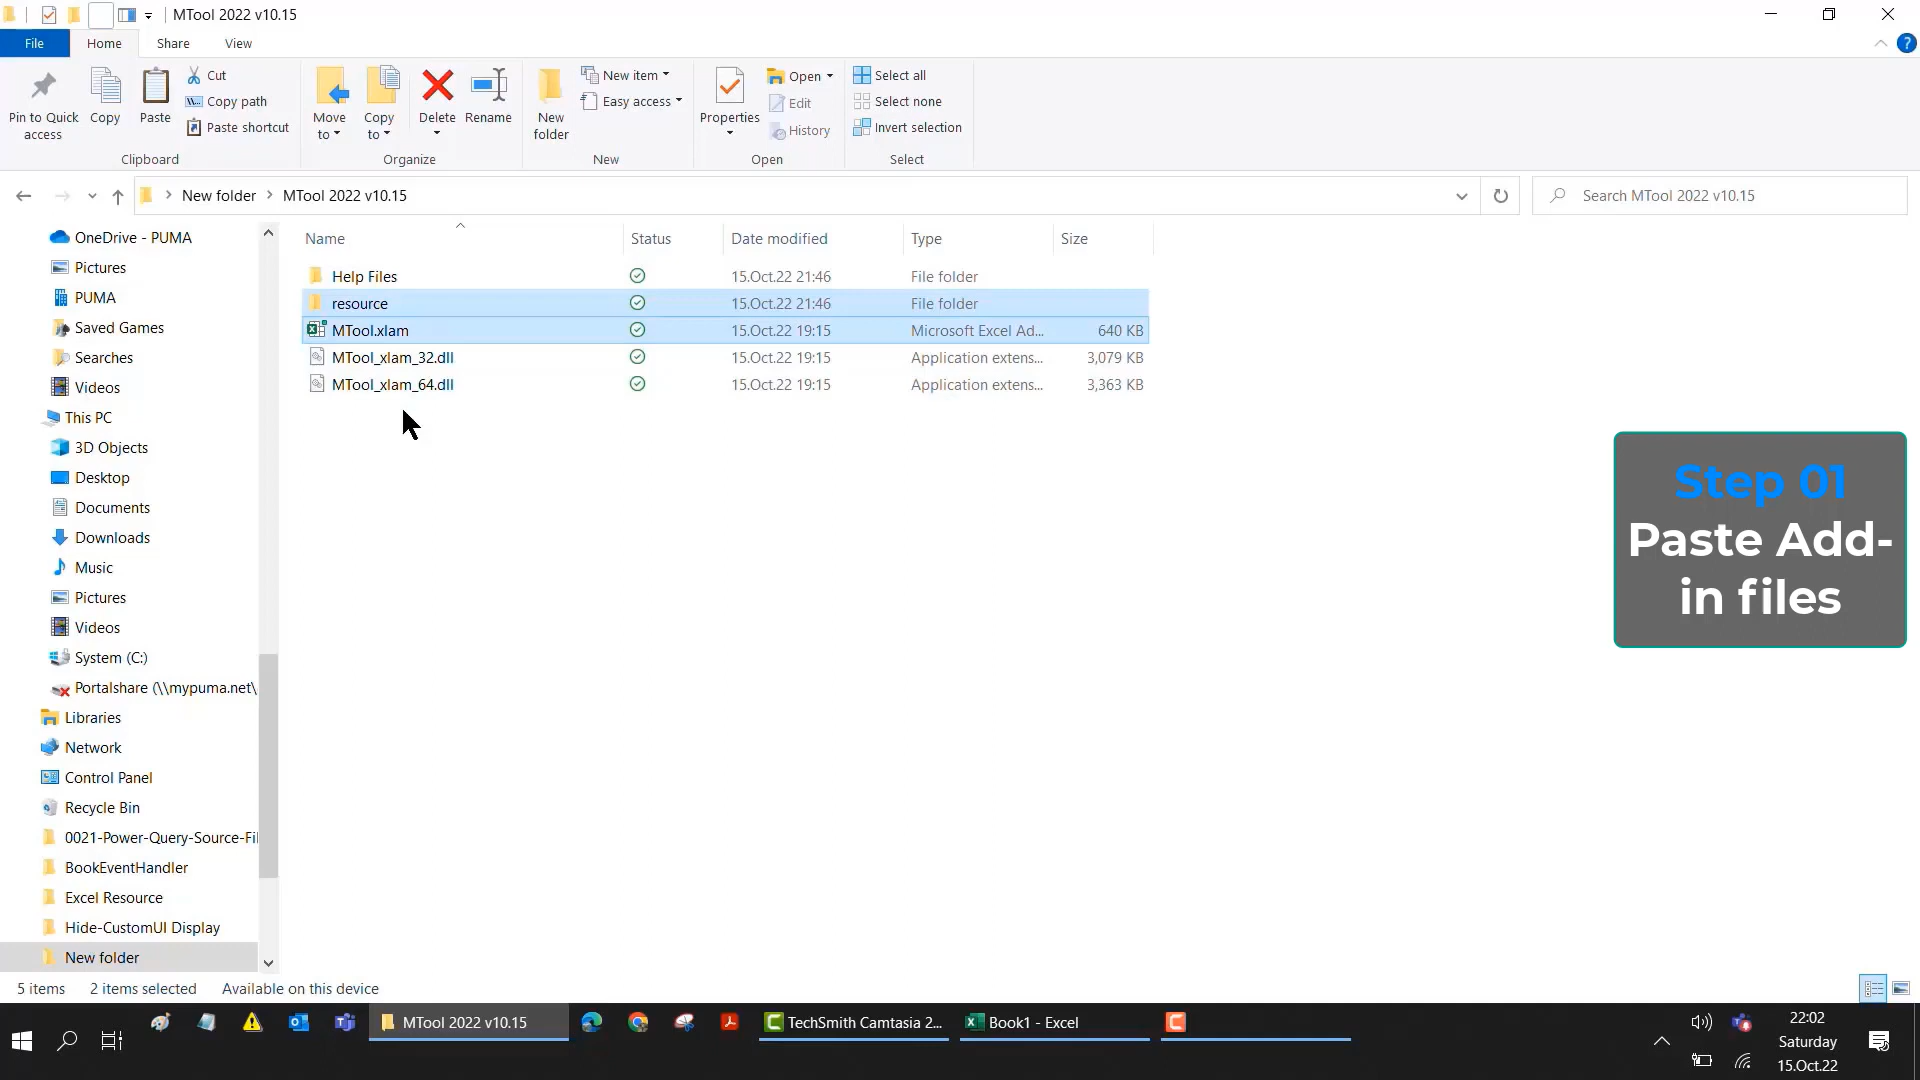 MTool 2022 v10.15
File Home Share View
Pin to Quick access
Copy
Paste
Cut
Copy path
Paste shortcut
Clipboard
Move to
Copy to
Delete
Rename
Organize
New folder
New item
Easy access
New
Properties
Open
Edit
History
Open
Select all
Select none
Invert selection
Select
New folder > MTool 2022 v10.15
Search MTool 2022 v10.15
OneDrive - PUMA
Pictures
PUMA
Saved Games
Searches
Videos
This PC
3D Objects
Desktop
Documents
Downloads
Music
Pictures
Videos
System (C:)
Portalshare (\\mypuma.net\
Libraries
Network
Control Panel
Recycle Bin
0021-Power-Query-Source-Fil
BookEventHandler
Excel Resource
Hide-CustomUI Display
New folder
Name Status Date modified Type Size
Help Files 15.Oct.22 21:46 File folder
resource 15.Oct.22 21:46 File folder
MTool.xlam 15.Oct.22 19:15 Microsoft Excel Ad... 640 KB
MTool_xlam_32.dll 15.Oct.22 19:15 Application extens... 3,079 KB
MTool_xlam_64.dll 15.Oct.22 19:15 Application extens... 3,363 KB
Step 01
Paste Add-
in files
5 items 2 items selected Available on this device
MTool 2022 v10.15
TechSmith Camtasia 2...
Book1 - Excel
22:02
Saturday
15.Oct.22